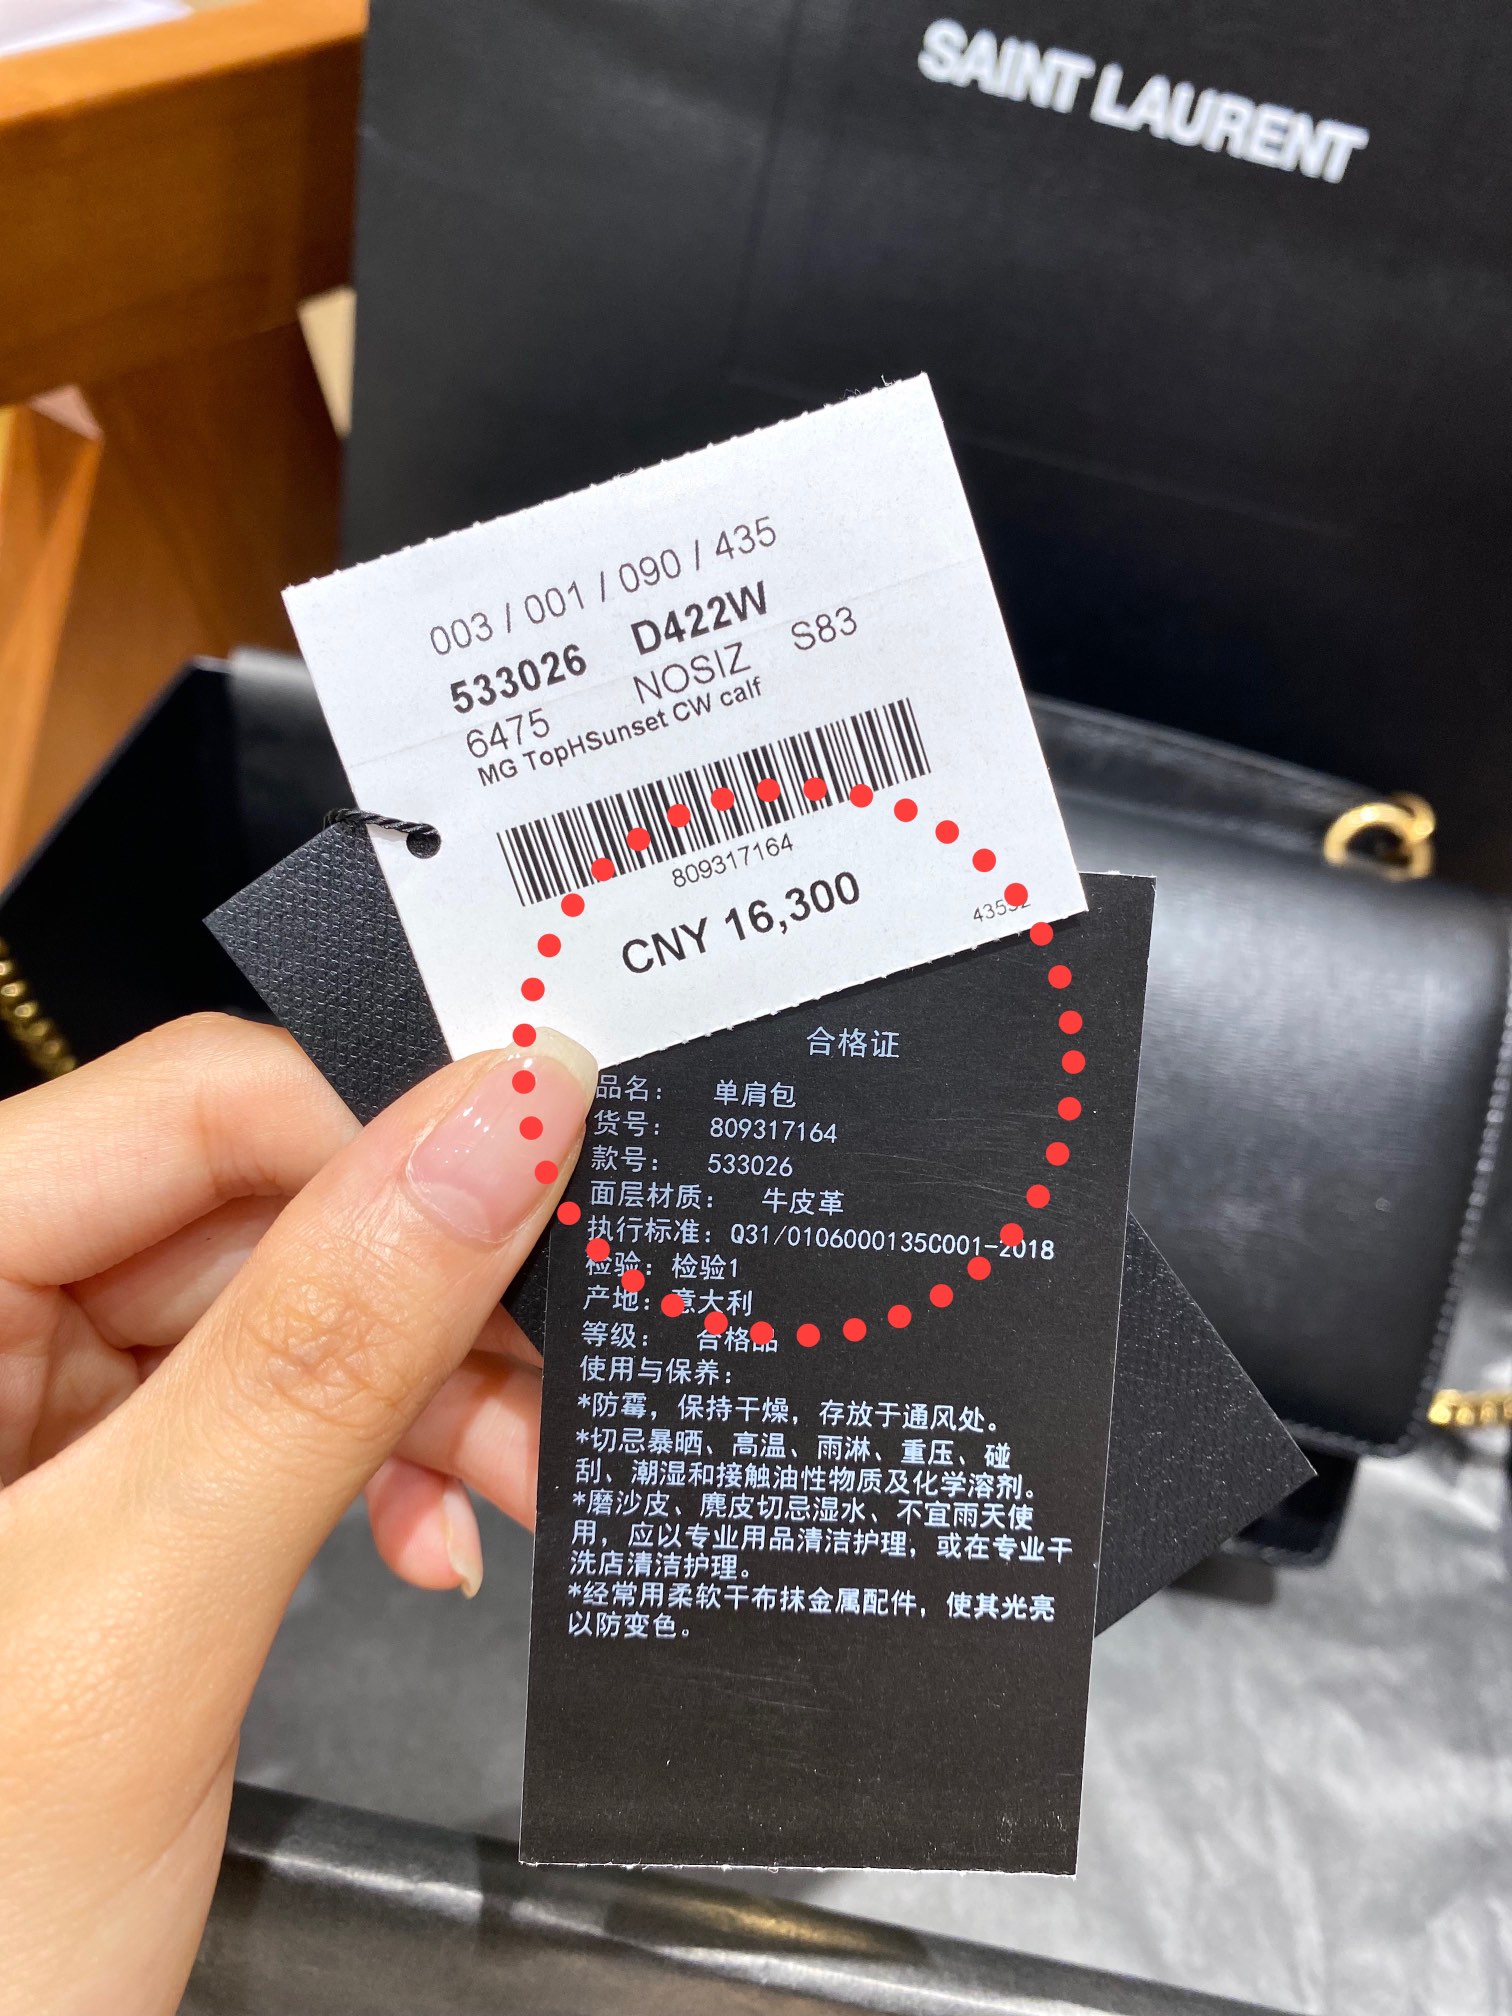 SAINT LAURENT
003 / 001 / 090 / 435
533026 D422W
6475 NOSIZ S83
MG TopHSunset CW calf
809317164
CNY 16,300
合格证
品名: 单肩包
货号: 809317164
款号: 533026
面层材质: 牛皮革
执行标准: Q31/0106000135C001-2018
检验: 检验1
产地: 意大利
等级: 合格品
使用与保养:
*防霉，保持干燥，存放于通风处。
*切忌暴晒、高温、雨淋、重压、碰
刮、潮湿和接触油性物质及化学溶剂。
*磨沙皮、麂皮切忌湿水、不宜雨天使
用，应以专业用品清洁护理，或在专业干
洗店清洁护理。
*经常用柔软干布抹金属配件，使其光亮
以防变色。